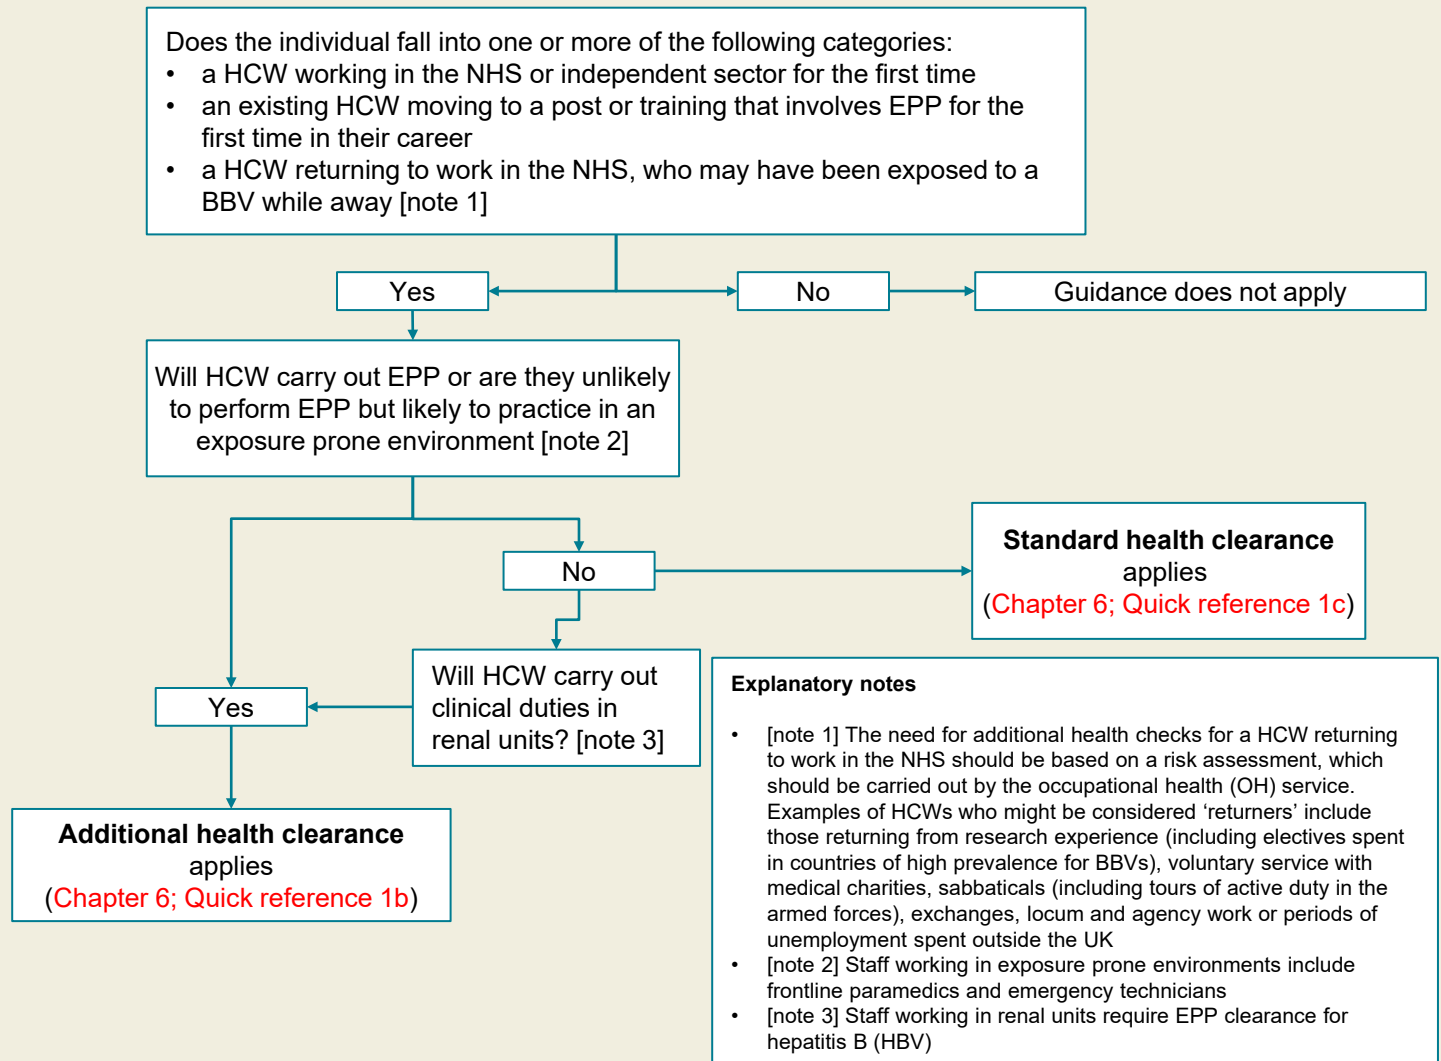 Does the individual fall into one or more of the following categories:
• a HCW working in the NHS or independent sector for the first time
• an existing HCW moving to a post or training that involves EPP for the
first time in their career
• a HCW returning to work in the NHS, who may have been exposed to a
BBV while away [note 1]
Yes
No
Guidance does not apply
Will HCW carry out EPP or are they unlikely
to perform EPP but likely to practice in an
exposure prone environment [note 2]
No
Standard health clearance
applies
(Chapter 6; Quick reference 1c)
Will HCW carry out
clinical duties in
renal units? [note 3]
Yes
Additional health clearance
applies
(Chapter 6; Quick reference 1b)
Explanatory notes
• [note 1] The need for additional health checks for a HCW returning
to work in the NHS should be based on a risk assessment, which
should be carried out by the occupational health (OH) service.
Examples of HCWs who might be considered ‘returners’ include
those returning from research experience (including electives spent
in countries of high prevalence for BBVs), voluntary service with
medical charities, sabbaticals (including tours of active duty in the
armed forces), exchanges, locum and agency work or periods of
unemployment spent outside the UK
• [note 2] Staff working in exposure prone environments include
frontline paramedics and emergency technicians
• [note 3] Staff working in renal units require EPP clearance for
hepatitis B (HBV)